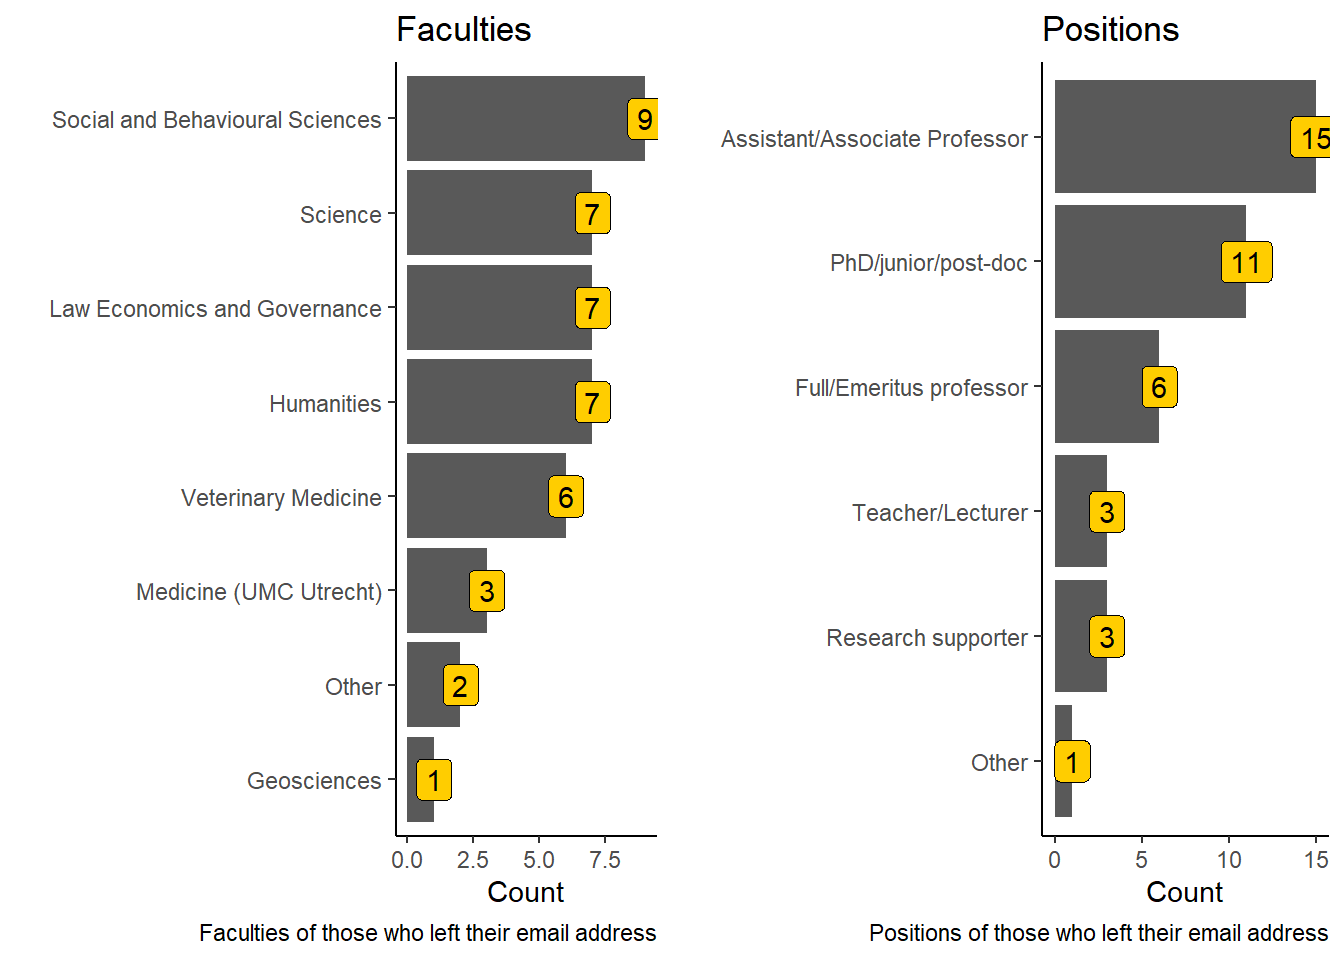 Faculties
Social and Behavioural Sciences
9
Science
7
Law Economics and Governance
7
Humanities
7
Veterinary Medicine
6
Medicine (UMC Utrecht)
3
Other
2
Geosciences
1
0.0 2.5 5.0 7.5
Count
Faculties of those who left their email address
Positions
Assistant/Associate Professor
15
PhD/junior/post-doc
11
Full/Emeritus professor
6
Teacher/Lecturer
3
Research supporter
3
Other
1
0 5 10 15
Count
Positions of those who left their email address